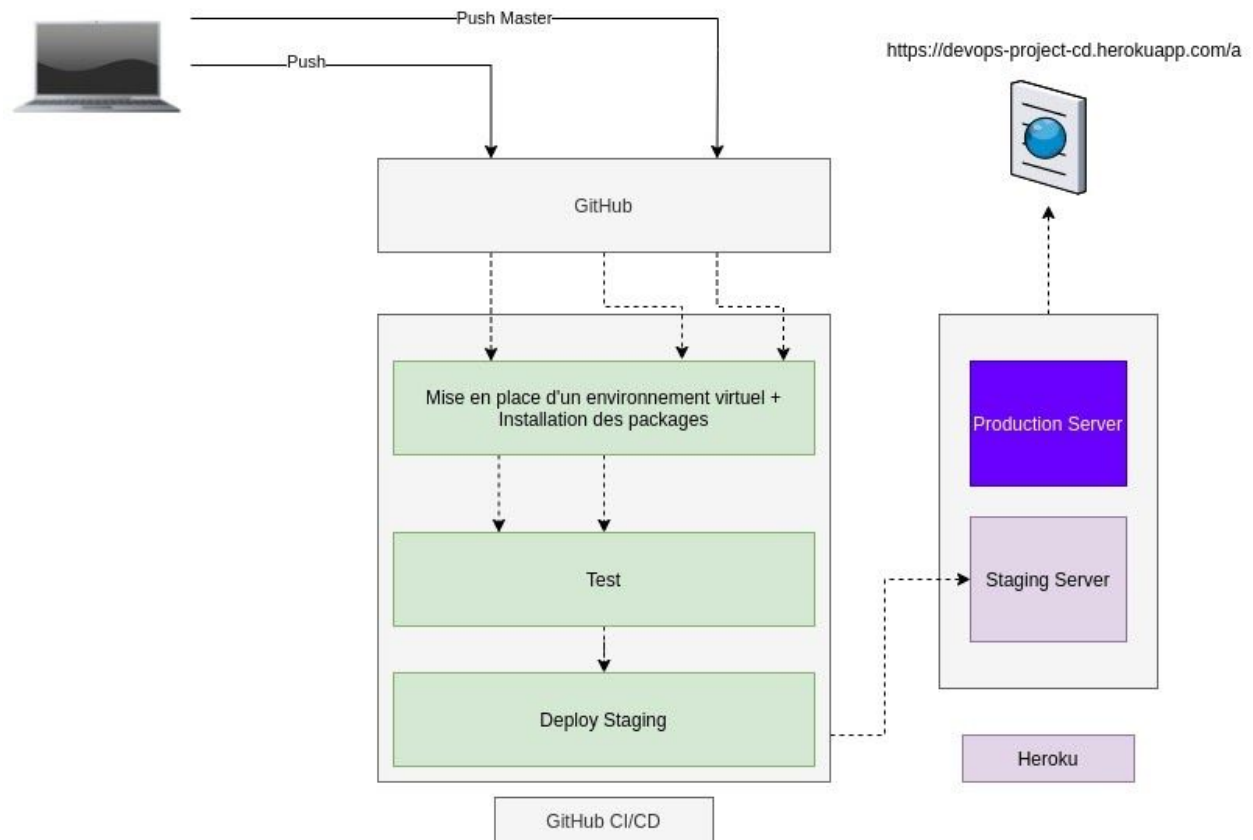 Push Master
https://devops-project-cd.herokuapp.com/a
Push
GitHub
Mise en place d'un environnement virtuel +
Installation des packages
Production Server
Test
Staging Server
Deploy Staging
Heroku
GitHub CI/CD